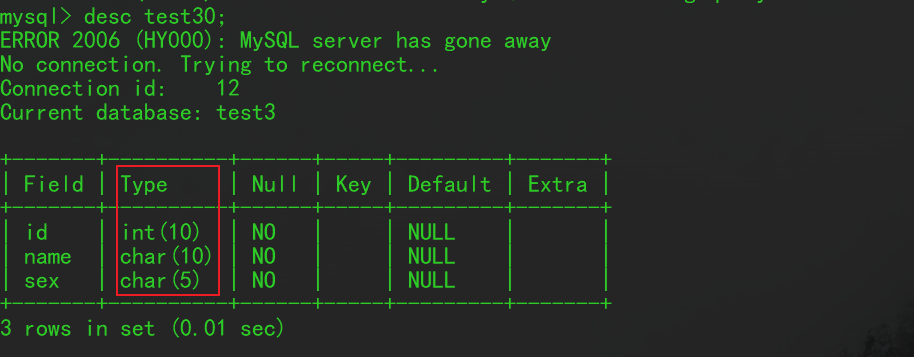 mysql> desc test30;
ERROR 2006 (HY000): MySQL server has gone away
No connection. Trying to reconnect...
Connection id:    12
Current database: test3
+-------+----------+------+-----+---------+-------+
| Field | Type     | Null | Key | Default | Extra |
+-------+----------+------+-----+---------+-------+
| id    | int(10)  | NO   |     | NULL    |       |
| name  | char(10) | NO   |     | NULL    |       |
| sex   | char(5)  | NO   |     | NULL    |       |
+-------+----------+------+-----+---------+-------+
3 rows in set (0.01 sec)